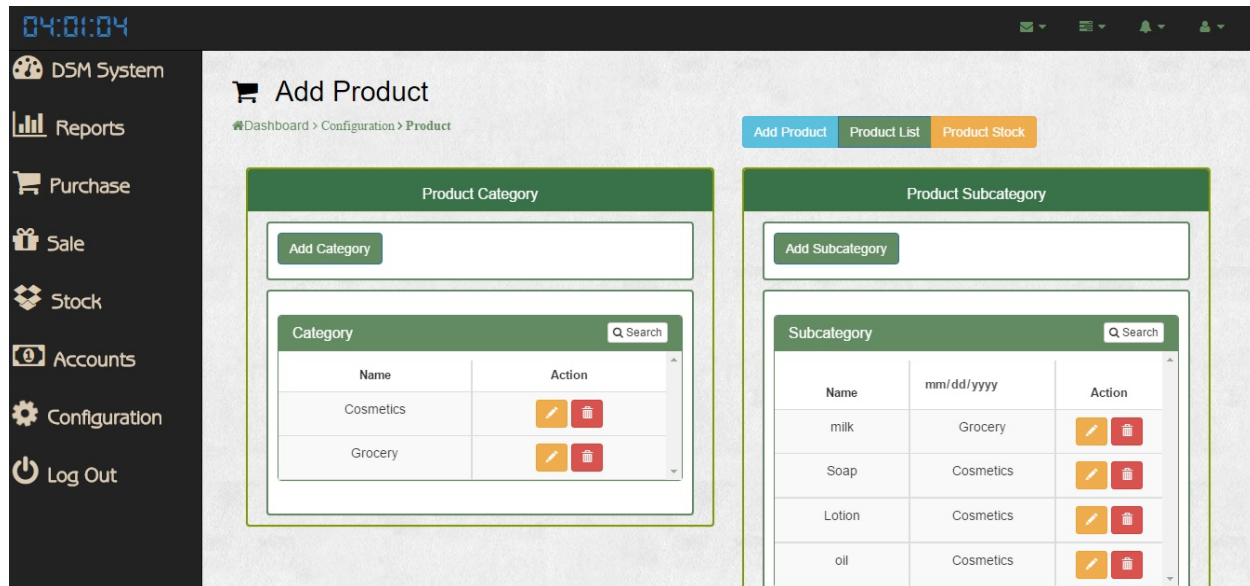 04:01:04
DSM System
Reports
Purchase
Sale
Stock
Accounts
Configuration
Log Out
Add Product
Dashboard > Configuration > Product
Add Product Product List Product Stock
Product Category
Add Category
Category Search
Name Action
Cosmetics
Grocery
Product Subcategory
Add Subcategory
Subcategory Search
Name mm/dd/yyyy Action
milk Grocery
Soap Cosmetics
Lotion Cosmetics
oil Cosmetics